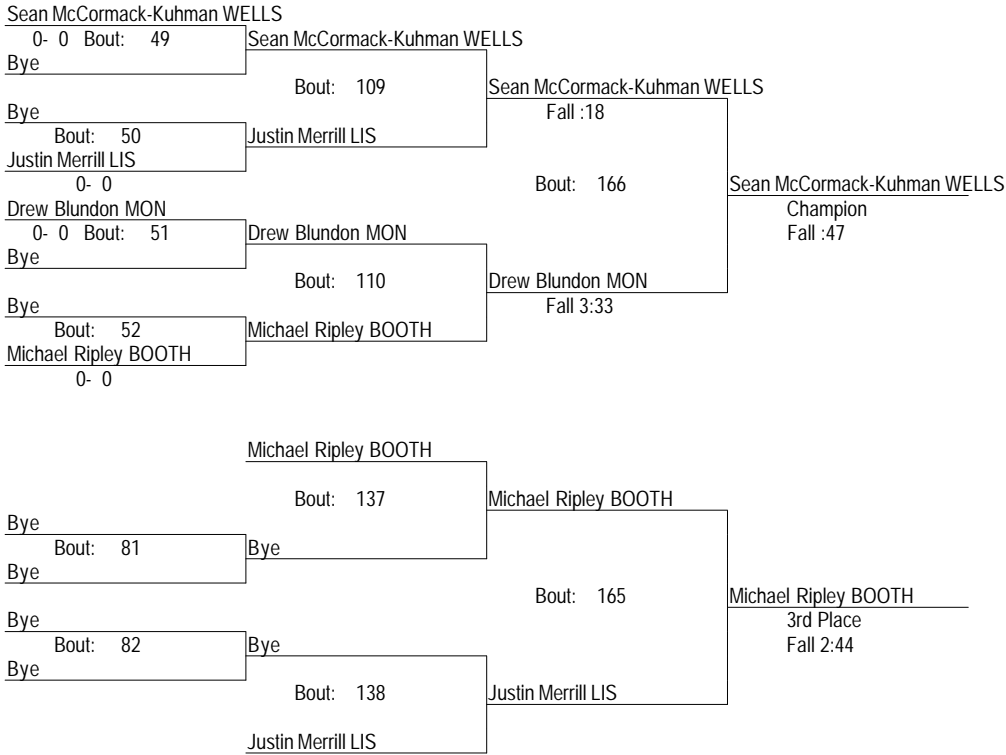 Sean McCormack-Kuhman WELLS
0- 0 Bout: 49
Sean McCormack-Kuhman WELLS
Bye
Bout: 109
Sean McCormack-Kuhman WELLS
Bye
Fall :18
Bout: 50
Justin Merrill LIS
Justin Merrill LIS
0- 0
Bout: 166
Sean McCormack-Kuhman WELLS
Drew Blundon MON
Champion
0- 0 Bout: 51
Drew Blundon MON
Fall :47
Bye
Bout: 110
Drew Blundon MON
Bye
Fall 3:33
Bout: 52
Michael Ripley BOOTH
Michael Ripley BOOTH
0- 0
Michael Ripley BOOTH
Bout: 137
Michael Ripley BOOTH
Bye
Bout: 81
Bye
Bye
Bout: 165
Michael Ripley BOOTH
Bye
3rd Place
Bout: 82
Bye
Fall 2:44
Bye
Bout: 138
Justin Merrill LIS
Justin Merrill LIS